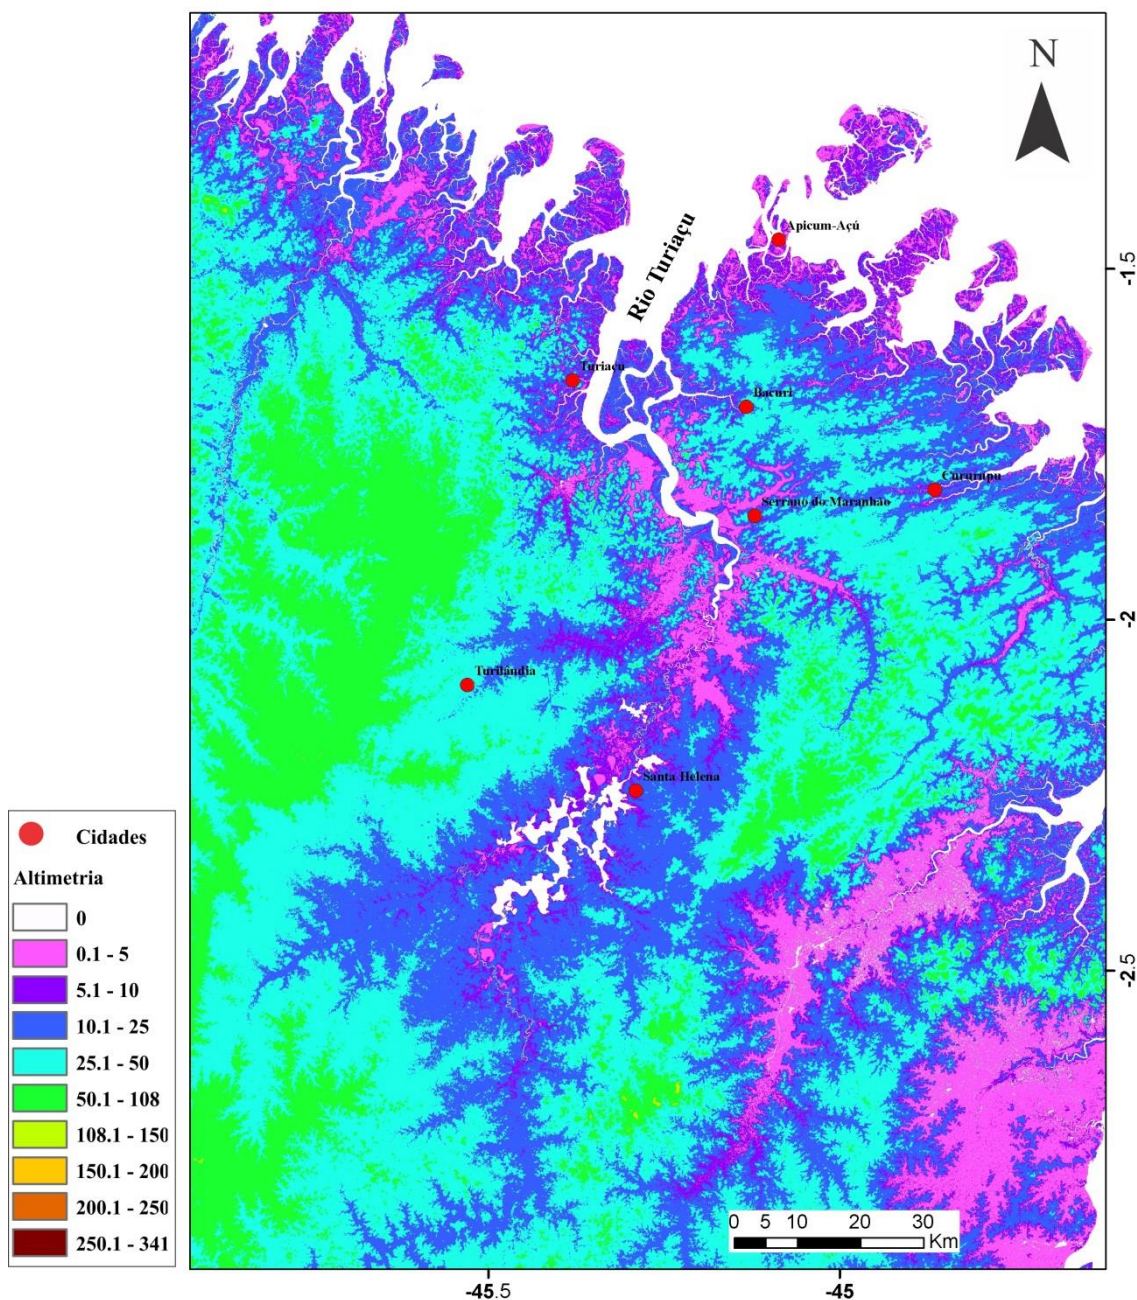 N
Apicum-Açú
Rio Turiaçu
-1.5
Turiaçu
Bacuri
Cururupu
Serrano do Maranhão
-2
Turilândia
Santa Helena
Cidades
Altimetria
0
0.1 - 5
5.1 - 10
10.1 - 25
25.1 - 50
50.1 - 108
108.1 - 150
150.1 - 200
200.1 - 250
250.1 - 341
-2.5
0 5 10 20 30
Km
-45.5 -45